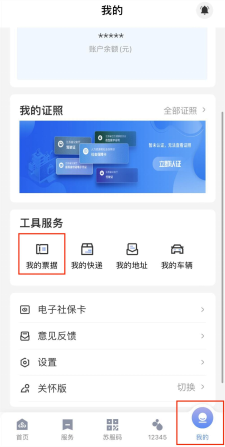 我的
*****
账户余额 (元)
我的证照
全部证照 >
立即认证
工具服务
我的票据 我的快递 我的地址 我的车辆
电子社保卡 >
意见反馈 >
设置 >
关怀版 切换 >
首页 服务 苏服码 12345 我的